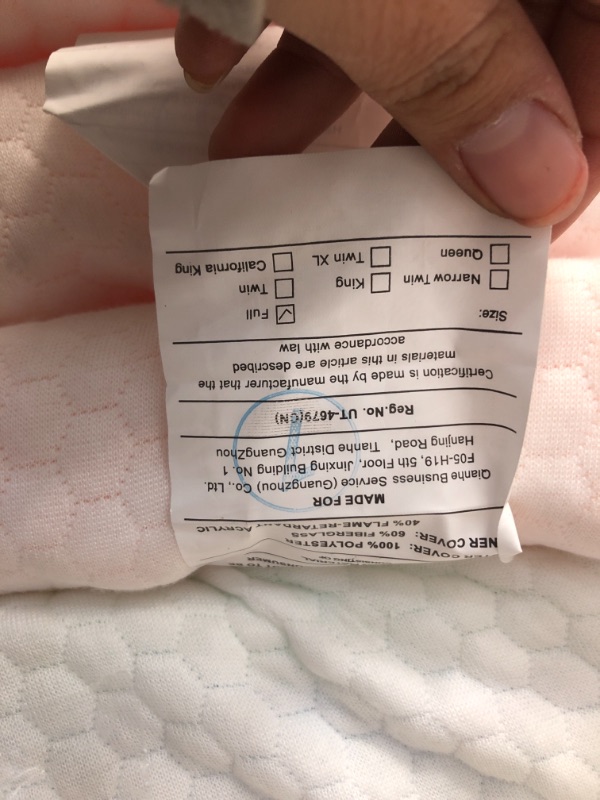 CONSUMER
TER COVER: 100% POLYESTER
NER COVER: 60% FIBERGLASS
40% FLAME-RETARDANT ACRYLIC
MADE FOR
Qianhe Business Service (Guangzhou) Co., Ltd.
F05-H19, 5th Floor, Jinxing Building No. 1
Hanjing Road, Tianhe District GuangZhou
Reg.No. UT-4679(CN)
Certification is made by the manufacturer that the
materials in this article are described
accordance with law
Size:
Full
Narrow Twin
King
Twin
Queen
Twin XL
California King